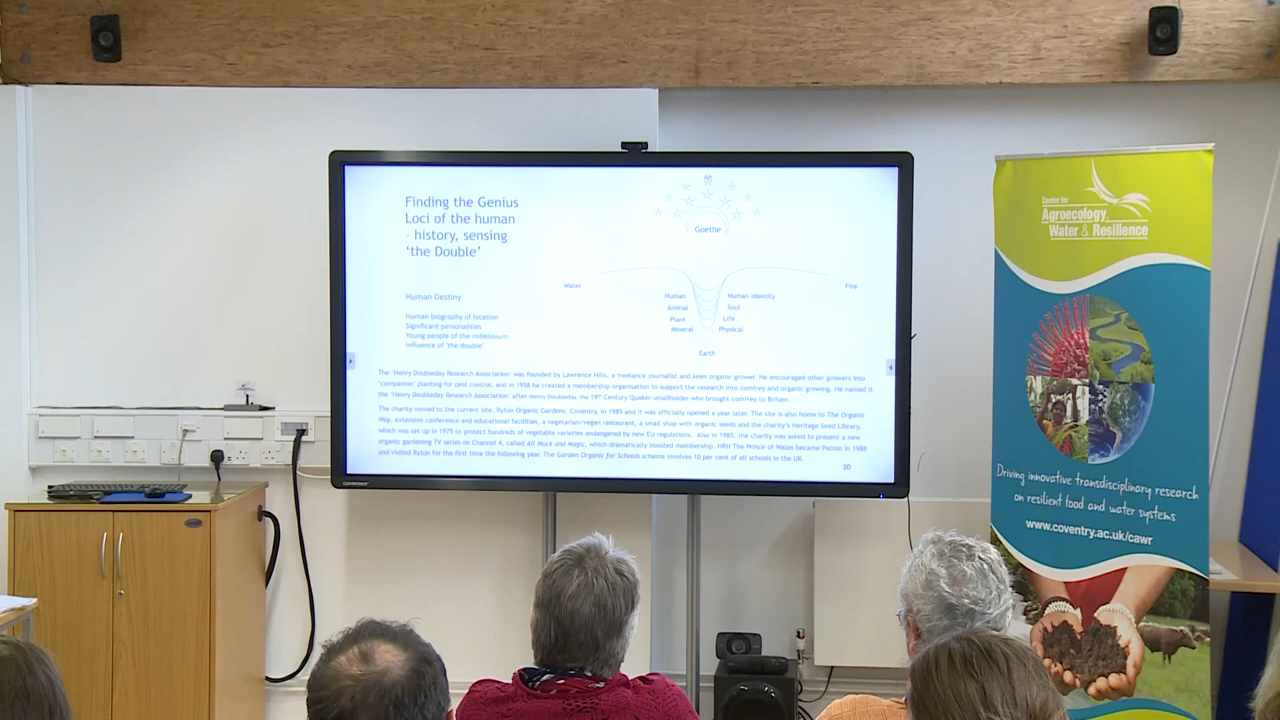 Finding the Genius
Loci of the human
- history, sensing
'the Double'
Human Destiny:
Human biography of location
Significant personalities
Young people of the millennium
Influence of 'the double'
Air
Goethe
Water
Fire
Human
Human Identity
Animal
Soul
Plant
Life
Mineral
Physical
Earth
The 'Henry Doubleday Research Association' was founded by Lawrence Hills, a freelance journalist and keen organic grower. He encouraged other growers into
'companion' planting for pest control, and in 1958 he created a membership organisation to support the research into comfrey and organic growing. He named it
the 'Henry Doubleday Research Association' after Henry Doubleday, the 19th Century Quaker smallholder who brought comfrey to Britain.
The charity moved to the current site, Ryton Organic Gardens, Coventry, in 1985 and it was officially opened a year later. The site is also home to The Organic
Way, extensive conference and educational facilities, a vegetarian/vegan restaurant, a small shop with organic seeds and the charity's Heritage Seed Library,
which was set up in 1975 to protect hundreds of vegetable varieties endangered by new EU regulations. Also in 1985, the charity was asked to present a new
organic gardening TV series on Channel 4, called All Muck and Magic, which dramatically boosted membership. HRH The Prince of Wales became Patron in 1988
and visited Ryton for the first time the following year. The Garden Organic for Schools scheme involves 10 per cent of all schools in the UK.
20
CLEVERTOUCH
Centre for
Agroecology,
Water & Resilience
Driving innovative transdisciplinary research
on resilient food and water systems
www.coventry.ac.uk/cawr